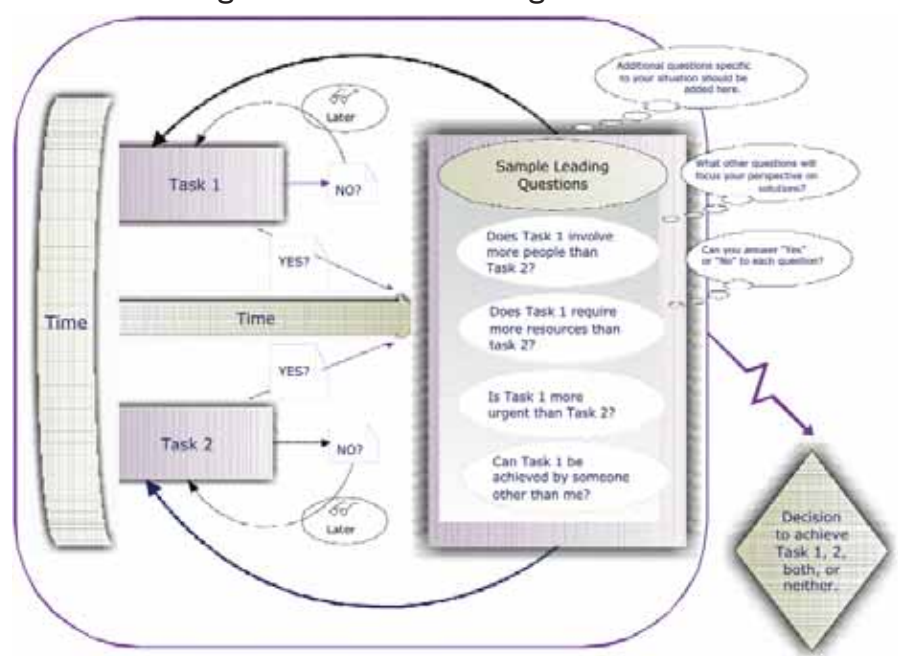 Additional questions specific
to your situation should be
added here.
Later
Sample Leading
Questions
What other questions will
focus your perspective on
solutions?
Task 1
NO?
Does Task 1 involve
more people than
Task 2?
Can you answer "Yes"
or "No" to each question?
YES?
Time
Time
Does Task 1 require
more resources than
task 2?
YES?
Is Task 1 more
urgent than Task 2?
Task 2
NO?
Can Task 1 be
achieved by someone
other than me?
Later
Decision
to achieve
Task 1, 2,
both, or
neither.